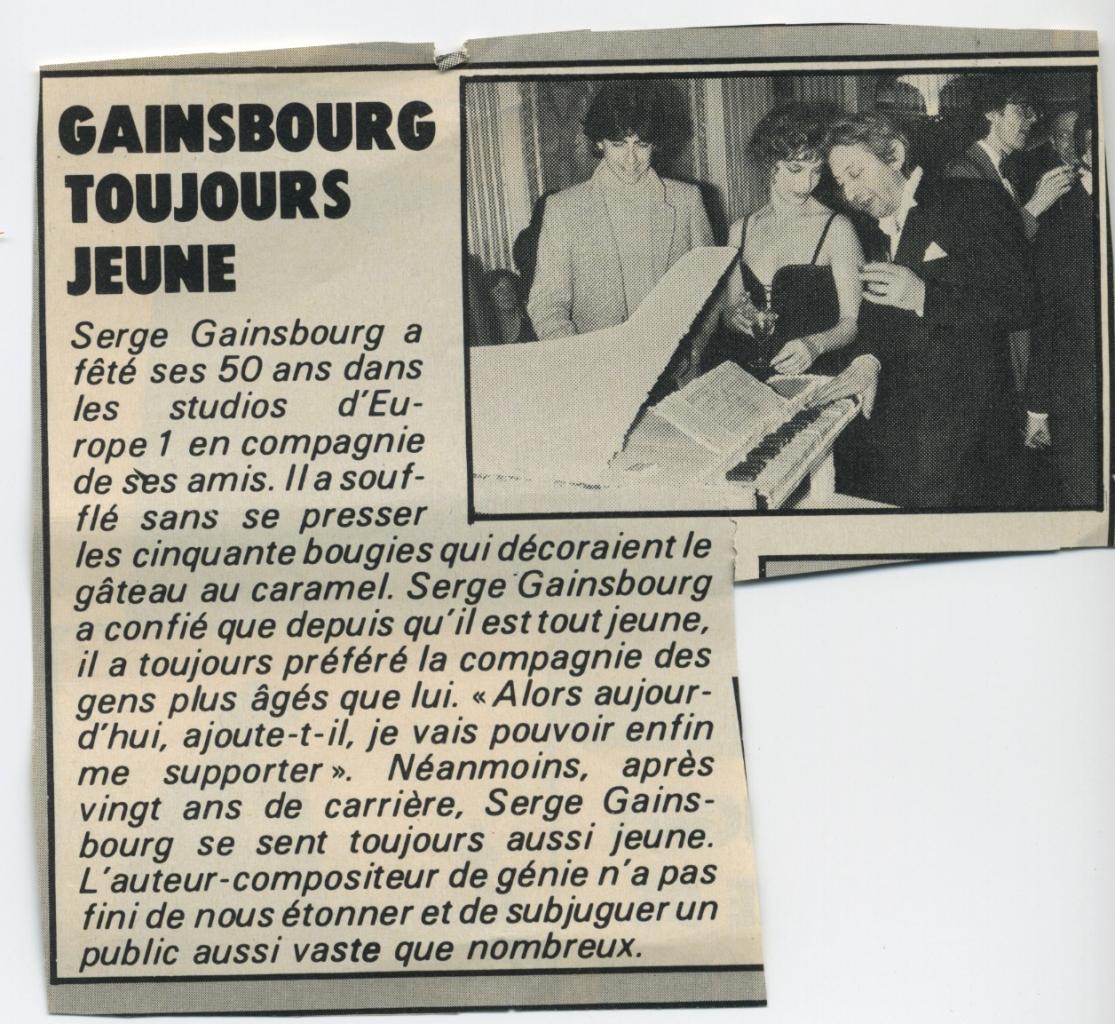 GAINSBOURG
TOUJOURS
JEUNE
Serge Gainsbourg a
fêté ses 50 ans dans
les studios d'Eu-
rope 1 en compagnie
de ses amis. Il a souf-
flé sans se presser
les cinquante bougies qui décoraient le
gâteau au caramel. Serge Gainsbourg
a confié que depuis qu'il est tout jeune,
il a toujours préféré la compagnie des
gens plus âgés que lui. « Alors aujour-
d'hui, ajoute-t-il, je vais pouvoir enfin
me supporter ». Néanmoins, après
vingt ans de carrière, Serge Gains-
bourg se sent toujours aussi jeune.
L'auteur-compositeur de génie n'a pas
fini de nous étonner et de subjuguer un
public aussi vaste que nombreux.